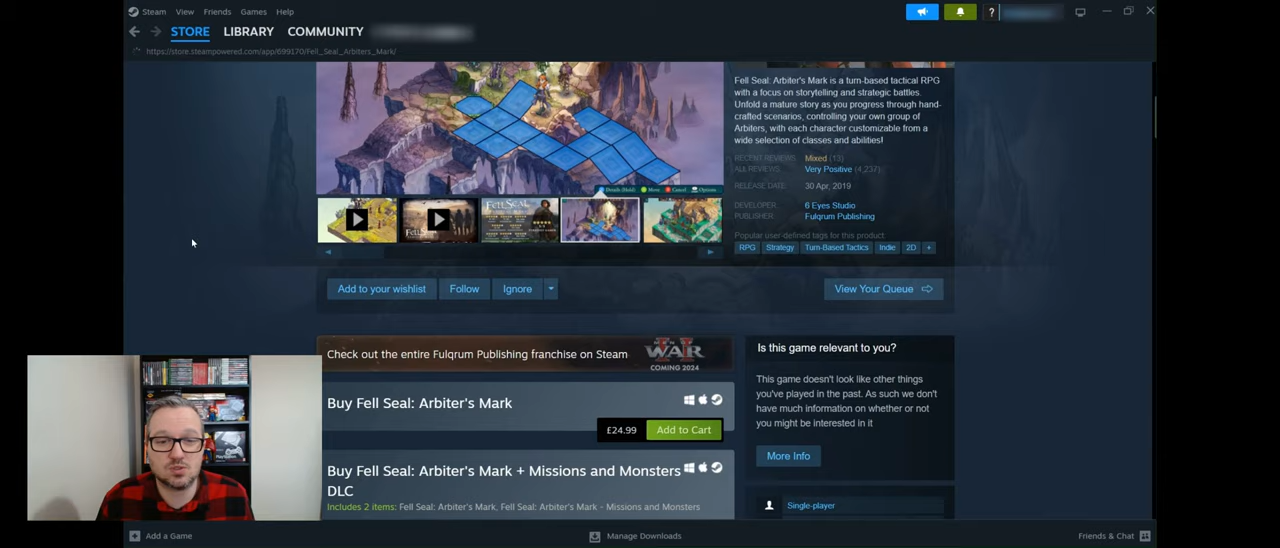 Steam View Friends Games Help
STORE LIBRARY COMMUNITY
https://store.steampowered.com/app/699170/Fell_Seal_Arbiters_Mark/
Fell Seal: Arbiter's Mark is a turn-based tactical RPG
with a focus on storytelling and strategic battles.
Unfold a mature story as you progress through hand-
crafted scenarios, controlling your own group of
Arbiters, with each character customizable from a
wide selection of classes and abilities!
RECENT REVIEWS: Mixed (13)
ALL REVIEWS: Very Positive (4,237)
RELEASE DATE: 30 Apr, 2019
DEVELOPER: 6 Eyes Studio
PUBLISHER: Fulqrum Publishing
Popular user-defined tags for this product:
RPG Strategy Turn-Based Tactics Indie 2D +
Details (Hold) Move Cancel Options
FELL SEAL
Add to your wishlist Follow Ignore View Your Queue
Check out the entire Fulqrum Publishing franchise on Steam
MEN OF WAR II
COMING 2024
Is this game relevant to you?
This game doesn't look like other things
you've played in the past. As such we don't
have much information on whether or not
you might be interested in it
More Info
Buy Fell Seal: Arbiter's Mark
£24.99 Add to Cart
Buy Fell Seal: Arbiter's Mark + Missions and Monsters
DLC
Includes 2 items: Fell Seal: Arbiter's Mark, Fell Seal: Arbiter's Mark - Missions and Monsters
Single-player
Add a Game Manage Downloads Friends & Chat